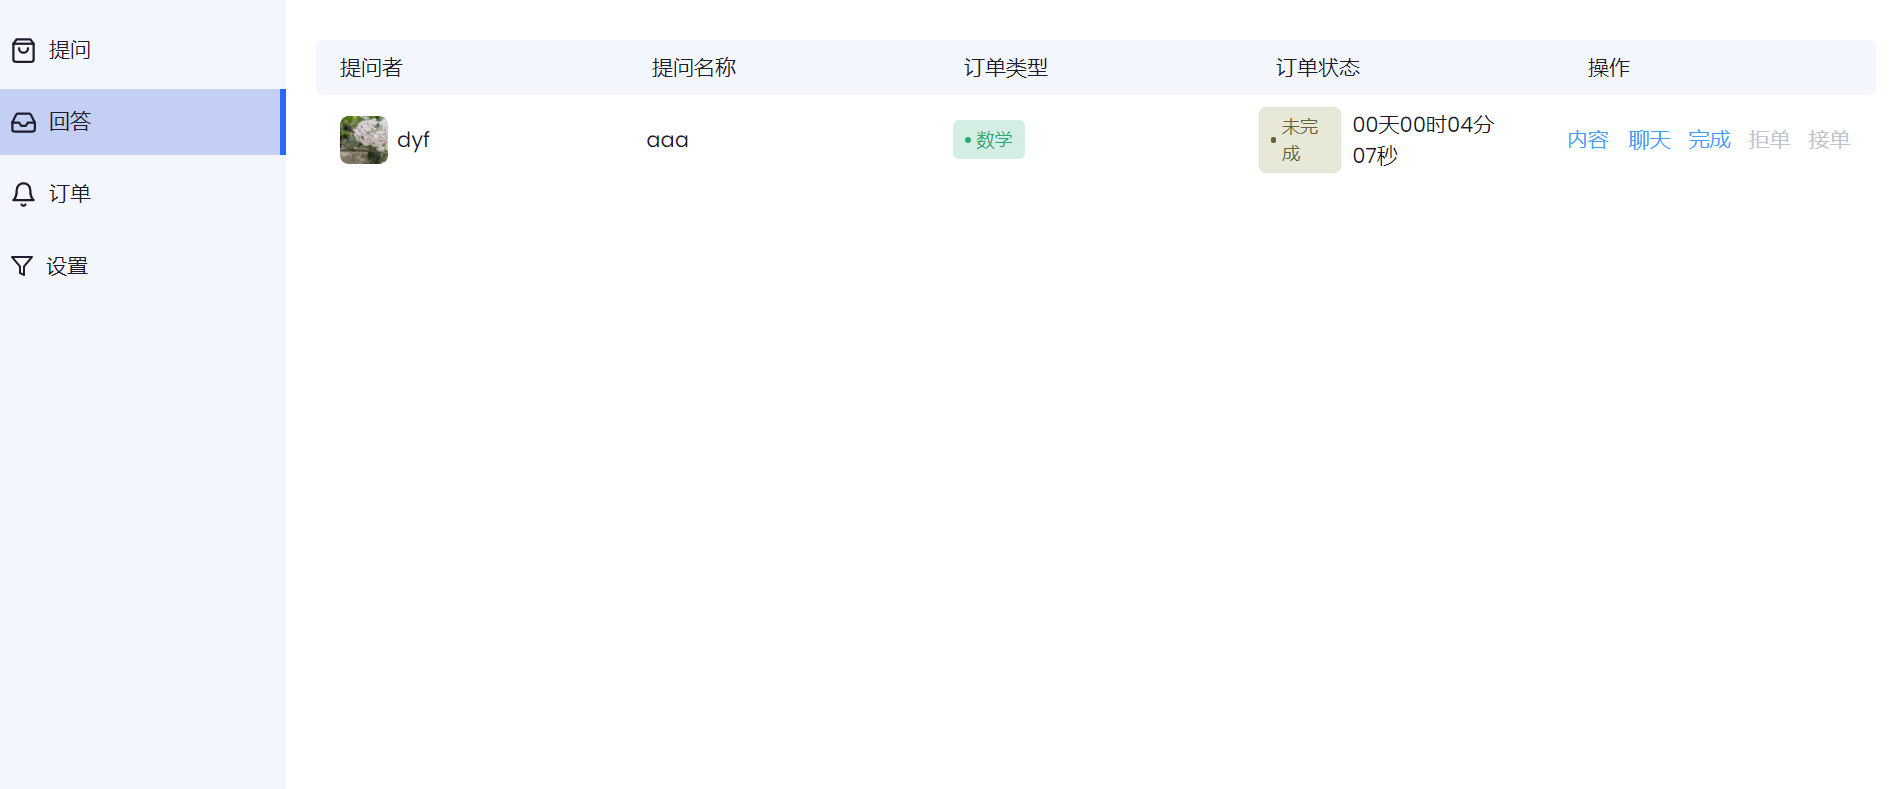 提问
回答
订单
设置
提问者 提问名称 订单类型 订单状态 操作
dyf aaa 数学 未完成 00天00时04分07秒 内容 聊天 完成 拒单 接单